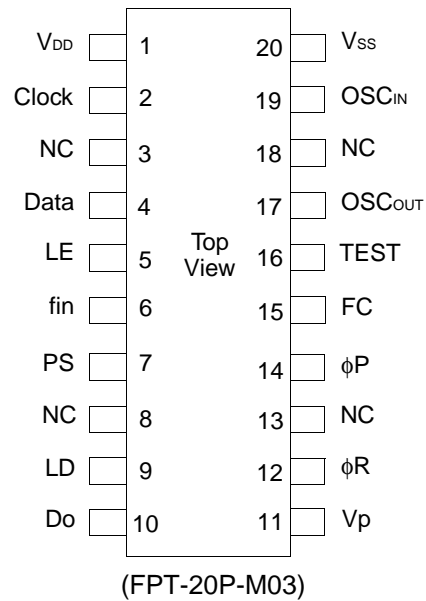 VDD 1 20 VSS
Clock 2 19 OSCIN
NC 3 18 NC
Data 4 17 OSCOUT
LE 5 Top View 16 TEST
fin 6 15 FC
PS 7 14 ϕP
NC 8 13 NC
LD 9 12 ϕR
Do 10 11 Vp
(FPT-20P-M03)